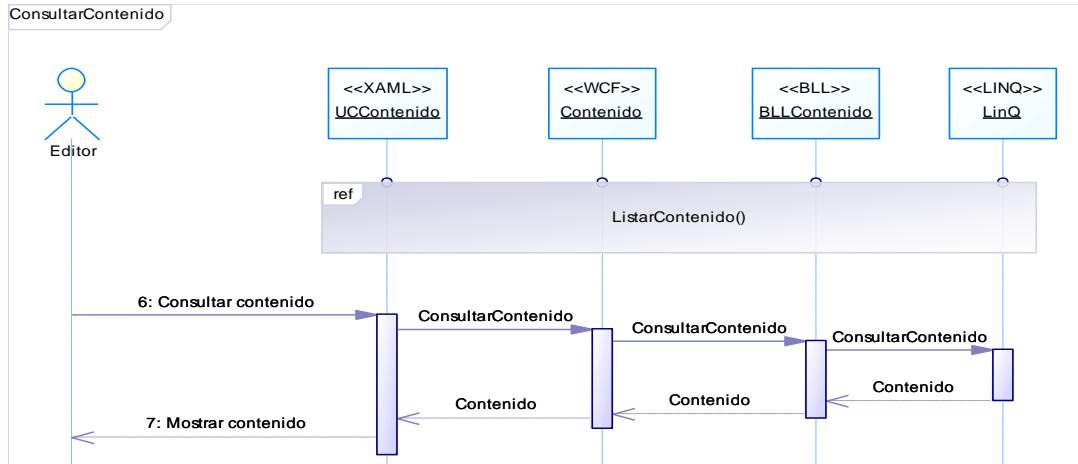 ConsultarContenido
<<XAML>>
UCContenido
<<WCF>>
Contenido
<<BLL>>
BLLContenido
<<LINQ>>
LinQ
Editor
ref
ListarContenido()
6: Consultar contenido
ConsultarContenido
ConsultarContenido
ConsultarContenido
Contenido
Contenido
Contenido
7: Mostrar contenido